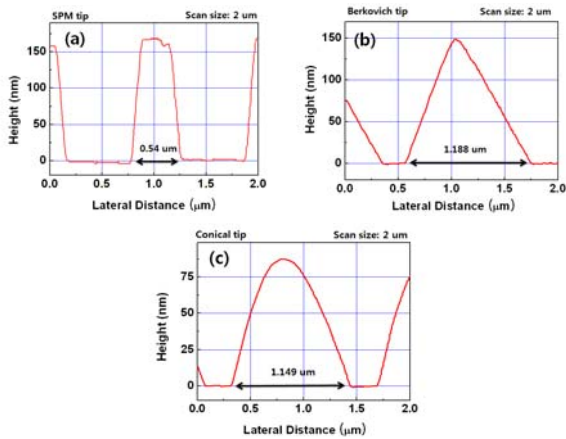 SPM tip Scan size: 2 um
(a)
150
100
50
0
Height (nm)
0.54 um
0.0 0.5 1.0 1.5 2.0
Lateral Distance (μm)
Berkovich tip Scan size: 2 um
(b)
150
100
50
0
Height (nm)
1.188 um
0.0 0.5 1.0 1.5 2.0
Lateral Distance (μm)
Conical tip Scan size: 2 um
(c)
75
50
25
0
Height (nm)
1.149 um
0.0 0.5 1.0 1.5 2.0
Lateral Distance (μm)